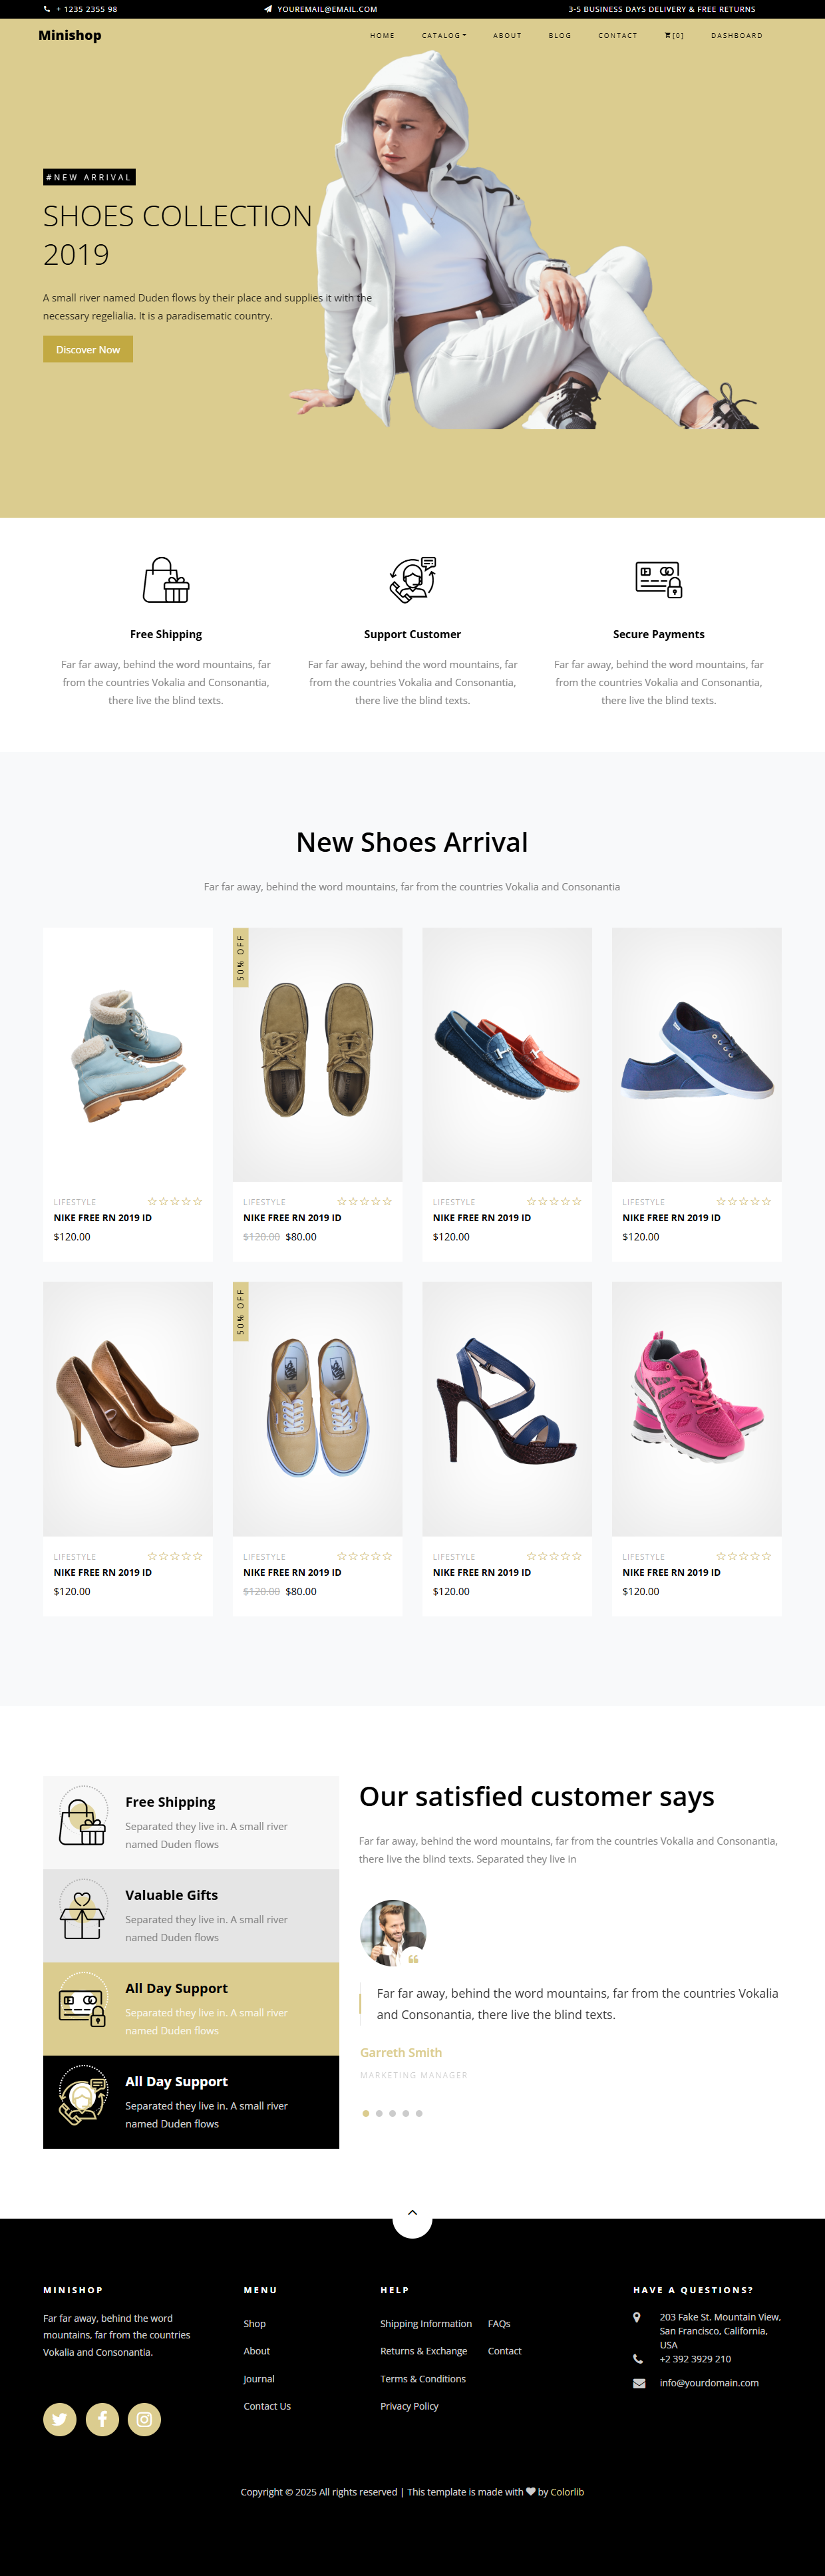 + 1235 2355 98
YOUREMAIL@EMAIL.COM
3-5 BUSINESS DAYS DELIVERY & FREE RETURNS
Minishop
HOME
CATALOG
ABOUT
BLOG
CONTACT
[0]
DASHBOARD
#NEW ARRIVAL
SHOES COLLECTION
2019
A small river named Duden flows by their place and supplies it with the
necessary regelialia. It is a paradisematic country.
Discover Now
Free Shipping
Far far away, behind the word mountains, far
from the countries Vokalia and Consonantia,
there live the blind texts.
Support Customer
Far far away, behind the word mountains, far
from the countries Vokalia and Consonantia,
there live the blind texts.
Secure Payments
Far far away, behind the word mountains, far
from the countries Vokalia and Consonantia,
there live the blind texts.
New Shoes Arrival
Far far away, behind the word mountains, far from the countries Vokalia and Consonantia
LIFESTYLE
NIKE FREE RN 2019 ID
$120.00
50% OFF
LIFESTYLE
NIKE FREE RN 2019 ID
$120.00 $80.00
LIFESTYLE
NIKE FREE RN 2019 ID
$120.00
LIFESTYLE
NIKE FREE RN 2019 ID
$120.00
LIFESTYLE
NIKE FREE RN 2019 ID
$120.00
50% OFF
LIFESTYLE
NIKE FREE RN 2019 ID
$120.00 $80.00
LIFESTYLE
NIKE FREE RN 2019 ID
$120.00
LIFESTYLE
NIKE FREE RN 2019 ID
$120.00
Free Shipping
Separated they live in. A small river
named Duden flows
Valuable Gifts
Separated they live in. A small river
named Duden flows
All Day Support
Separated they live in. A small river
named Duden flows
All Day Support
Separated they live in. A small river
named Duden flows
Our satisfied customer says
Far far away, behind the word mountains, far from the countries Vokalia and Consonantia,
there live the blind texts. Separated they live in
Far far away, behind the word mountains, far from the countries Vokalia
and Consonantia, there live the blind texts.
Garreth Smith
MARKETING MANAGER
MINISHOP
Far far away, behind the word
mountains, far from the countries
Vokalia and Consonantia.
MENU
Shop
About
Journal
Contact Us
HELP
Shipping Information
Returns & Exchange
Terms & Conditions
Privacy Policy
FAQs
Contact
HAVE A QUESTIONS?
203 Fake St. Mountain View,
San Francisco, California,
USA
+2 392 3929 210
info@yourdomain.com
Copyright © 2025 All rights reserved | This template is made with ♥ by Colorlib